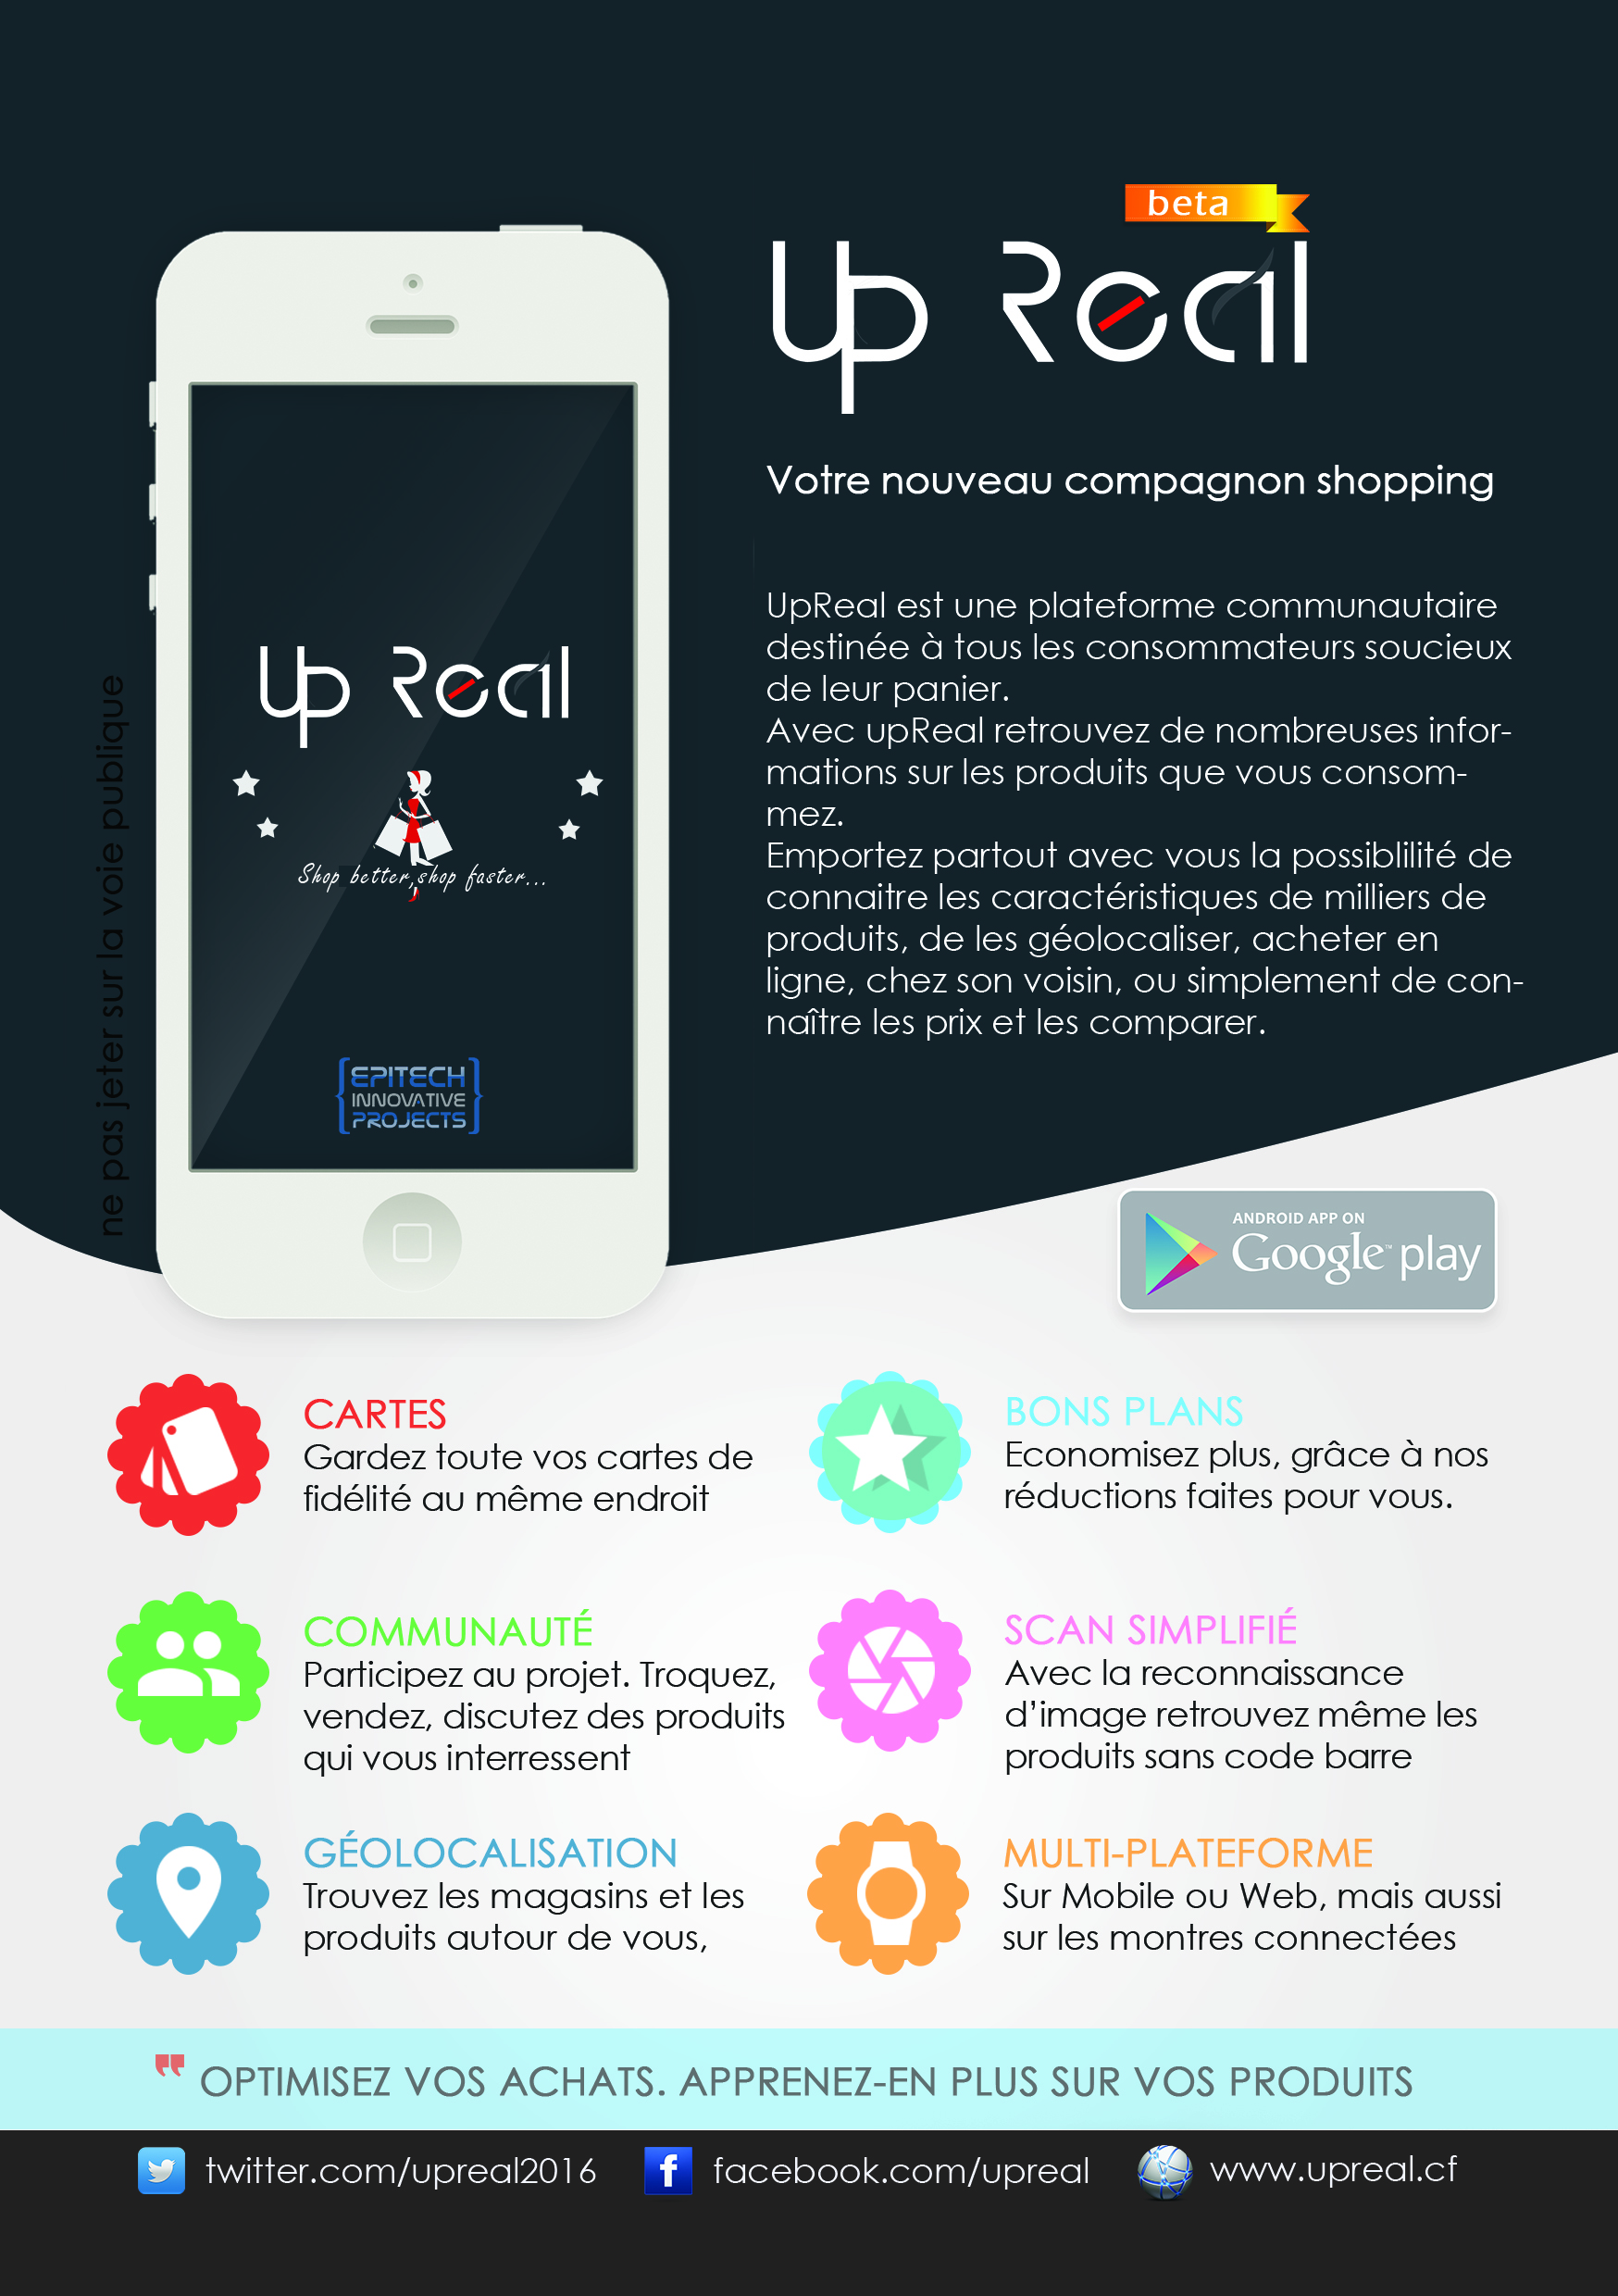 beta
Up Real
Votre nouveau compagnon shopping
UpReal est une plateforme communautaire
destinée à tous les consommateurs soucieux
de leur panier.
Avec upReal retrouvez de nombreuses infor-
mations sur les produits que vous consom-
mez.
Emportez partout avec vous la possiblilité de
connaitre les caractéristiques de milliers de
produits, de les géolocaliser, acheter en
ligne, chez son voisin, ou simplement de con-
naître les prix et les comparer.
Up Real
Shop better,shop faster...
{EPITECH
INNOVATIVE
PROJECTS}
ne pas jeter sur la voie publique
ANDROID APP ON
Google™ play
CARTES
Gardez toute vos cartes de
fidélité au même endroit
BONS PLANS
Economisez plus, grâce à nos
réductions faites pour vous.
COMMUNAUTÉ
Participez au projet. Troquez,
vendez, discutez des produits
qui vous interressent
SCAN SIMPLIFIÉ
Avec la reconnaissance
d’image retrouvez même les
produits sans code barre
GÉOLOCALISATION
Trouvez les magasins et les
produits autour de vous,
MULTI-PLATEFORME
Sur Mobile ou Web, mais aussi
sur les montres connectées
" OPTIMISEZ VOS ACHATS. APPRENEZ-EN PLUS SUR VOS PRODUITS
twitter.com/upreal2016
facebook.com/upreal
www.upreal.cf